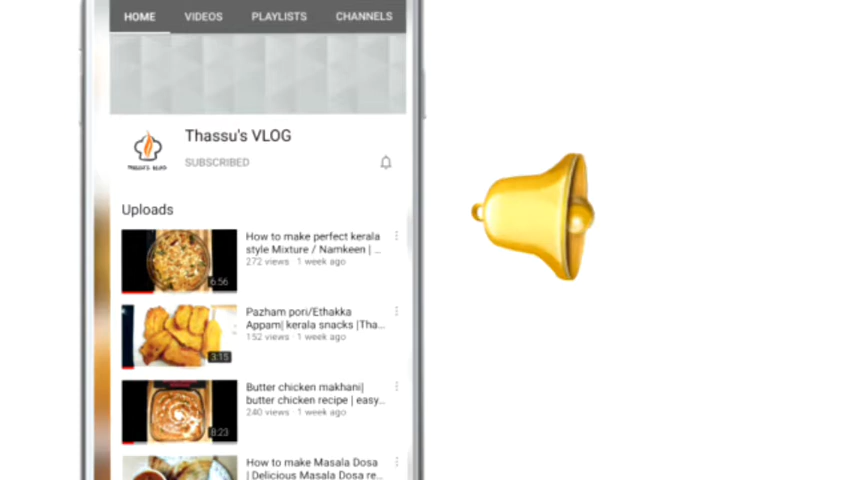 HOME VIDEOS PLAYLISTS CHANNELS
Thassu's VLOG
SUBSCRIBED
THASSU'S VLOG
Uploads
How to make perfect kerala
style Mixture / Namkeen | ...
272 views · 1 week ago
6:56
Pazham pori/Ethakka
Appam| kerala snacks |Tha...
152 views · 1 week ago
3:15
Butter chicken makhani|
butter chicken recipe | easy...
240 views · 1 week ago
8:23
How to make Masala Dosa
| Delicious Masala Dosa re...